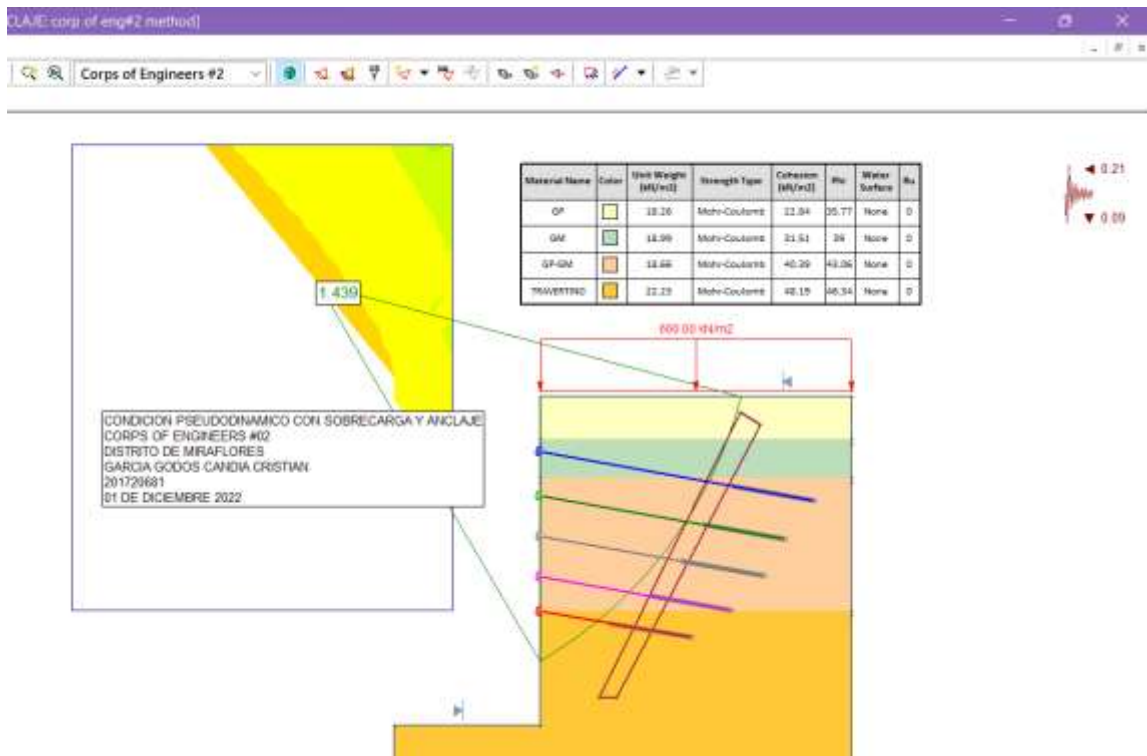 CLAJE: corp of eng#2 method]
Corps of Engineers #2
Material Name Color Unit Weight (kN/m3) Strength Type Cohesion (kN/m2) Phi Water Surface Ru
GP 18.26 Mohr-Coulomb 22.84 35.77 None 0
GM 18.99 Mohr-Coulomb 31.51 36 None 0
GP-GM 18.66 Mohr-Coulomb 40.39 43.06 None 0
TRAVERTINO 22.23 Mohr-Coulomb 48.34 None 0
0.21
0.09
1.439
600.00 kN/m2
CONDICION PSEUDODINAMICO CON SOBRECARGA Y ANCLAJE
CORPS OF ENGINEERS #02
DISTRITO DE MIRAFLORES
GARCIA GODOS CANDIA CRISTIAN
201720681
01 DE DICIEMBRE 2022